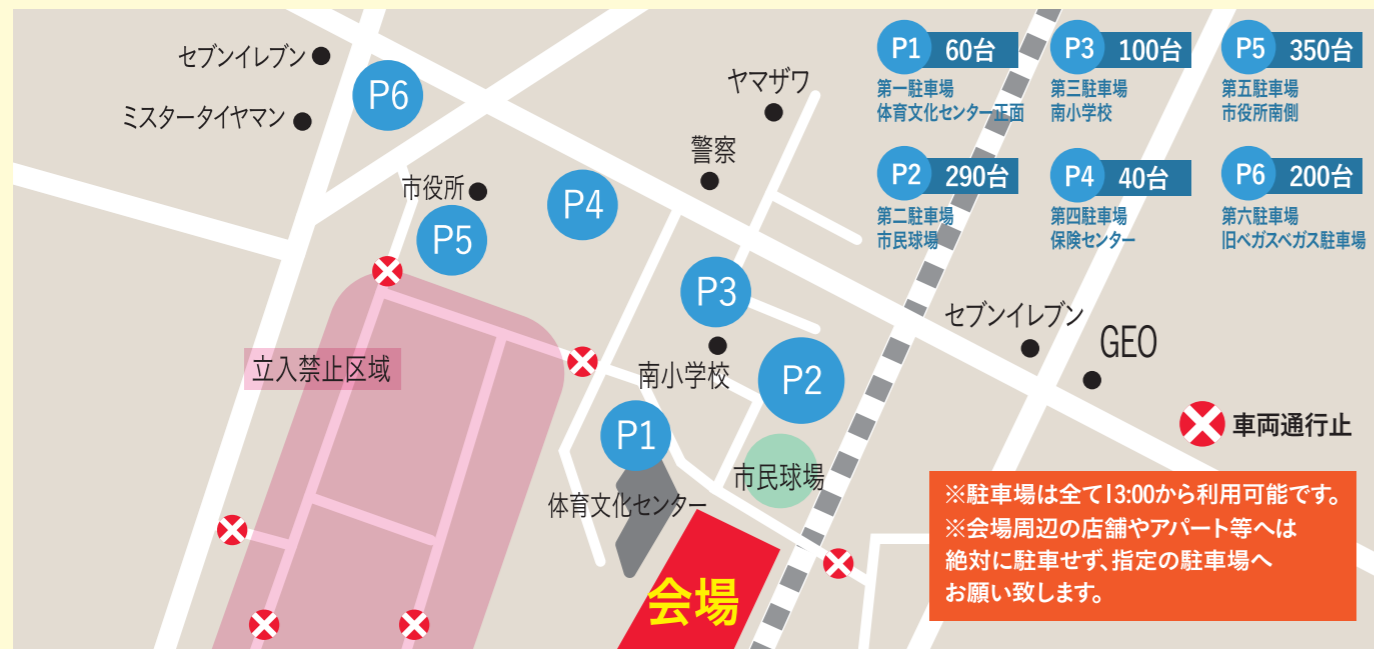 セブンイレブン
ミスタータイヤマン
P6
市役所
P5
P4
ヤマザワ
警察
P3
南小学校
P2
P1
市民球場
体育文化センター
会場
立入禁止区域
セブンイレブン
GEO
P1 60台
第一駐車場
体育文化センター正面
P2 290台
第二駐車場
市民球場
P3 100台
第三駐車場
南小学校
P4 40台
第四駐車場
保険センター
P5 350台
第五駐車場
市役所南側
P6 200台
第六駐車場
旧ベガスベガス駐車場
車両通行止
※駐車場は全て13:00から利用可能です。
※会場周辺の店舗やアパート等へは
絶対に駐車せず、指定の駐車場へ
お願い致します。